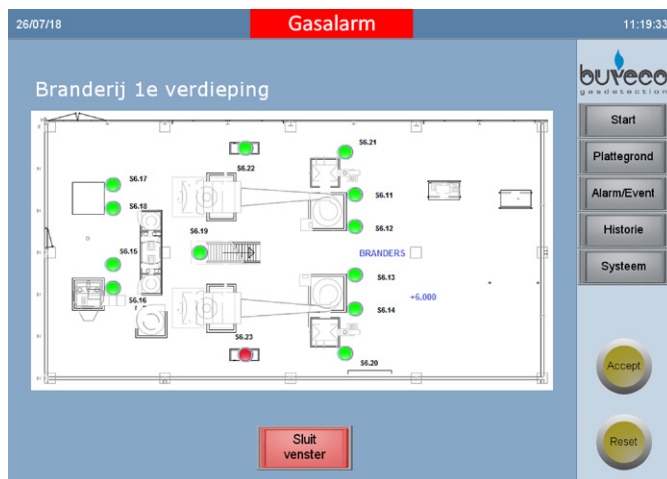 26/07/18
Gasalarm
11:19:33
Branderij 1e verdieping
buveco
gasdetection
Start
Plattegrond
Alarm/Event
Historie
Systeem
S6.21
S6.22
S6.17
S6.11
S6.18
S6.12
S6.19
S6.15
BRANDERS
S6.13
S6.16
+6.000
S6.14
S6.23
S6.20
Accept
Reset
Sluit
venster